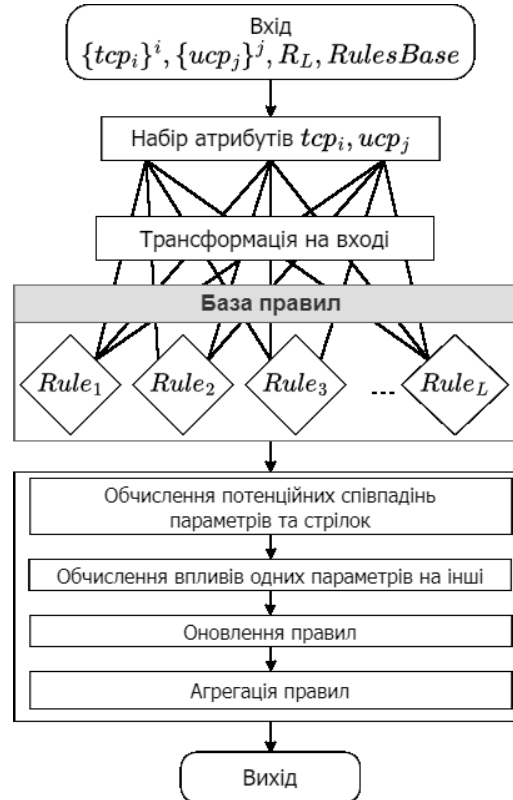 Вхід
{tcp_i}^i, {ucp_j}^j, R_L, RulesBase
Набір атрибутів tcp_i, ucp_j
Трансформація на вході
База правил
Rule_1 Rule_2 Rule_3 ... Rule_L
Обчислення потенційних співпадінь
параметрів та стрілок
Обчислення впливів одних параметрів на інші
Оновлення правил
Агрегація правил
Вихід